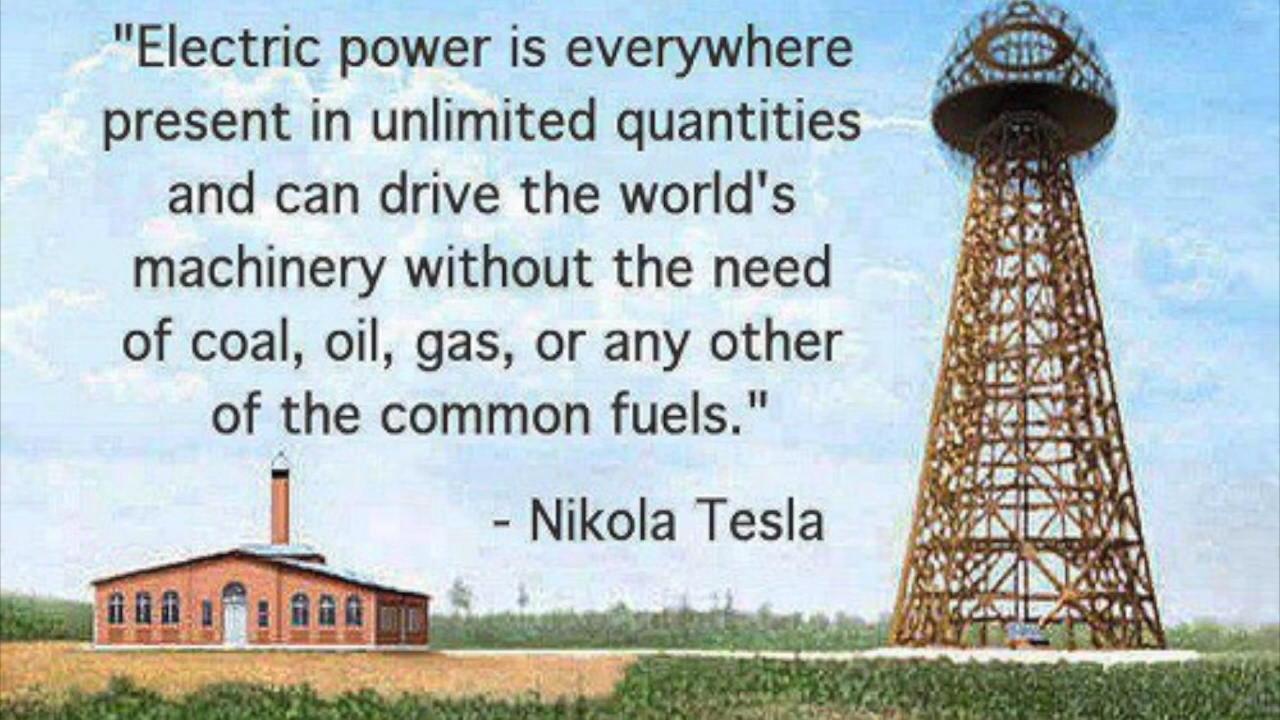 "Electric power is everywhere
present in unlimited quantities
and can drive the world's
machinery without the need
of coal, oil, gas, or any other
of the common fuels."
- Nikola Tesla